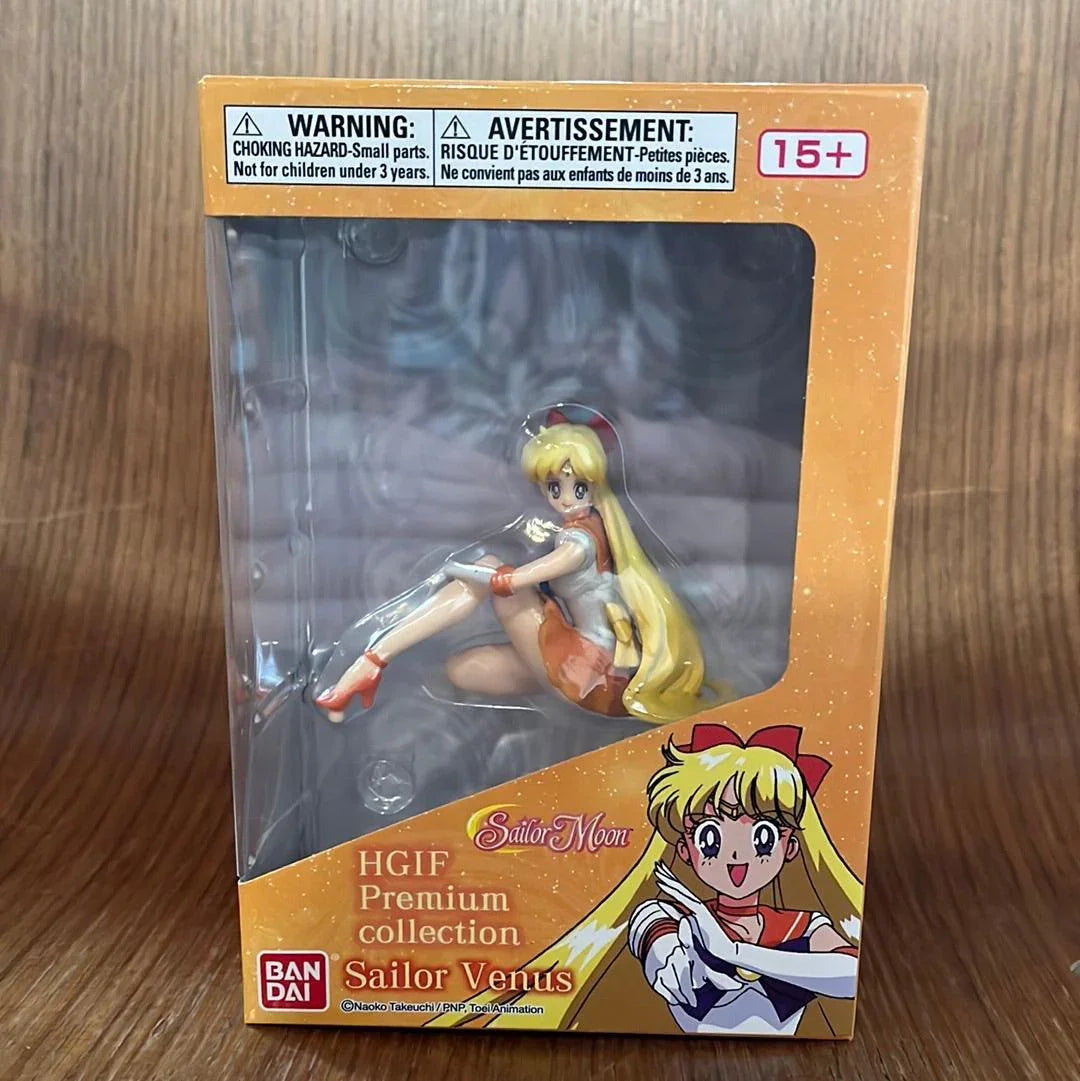 WARNING:
CHOKING HAZARD-Small parts.
Not for children under 3 years.
AVERTISSEMENT:
RISQUE D'ÉTOUFFEMENT-Petites pièces.
Ne convient pas aux enfants de moins de 3 ans.
15+
Sailor Moon
HGIF
Premium
collection
Sailor Venus
BAN
DAI
®
©Naoko Takeuchi / PNP, Toei Animation